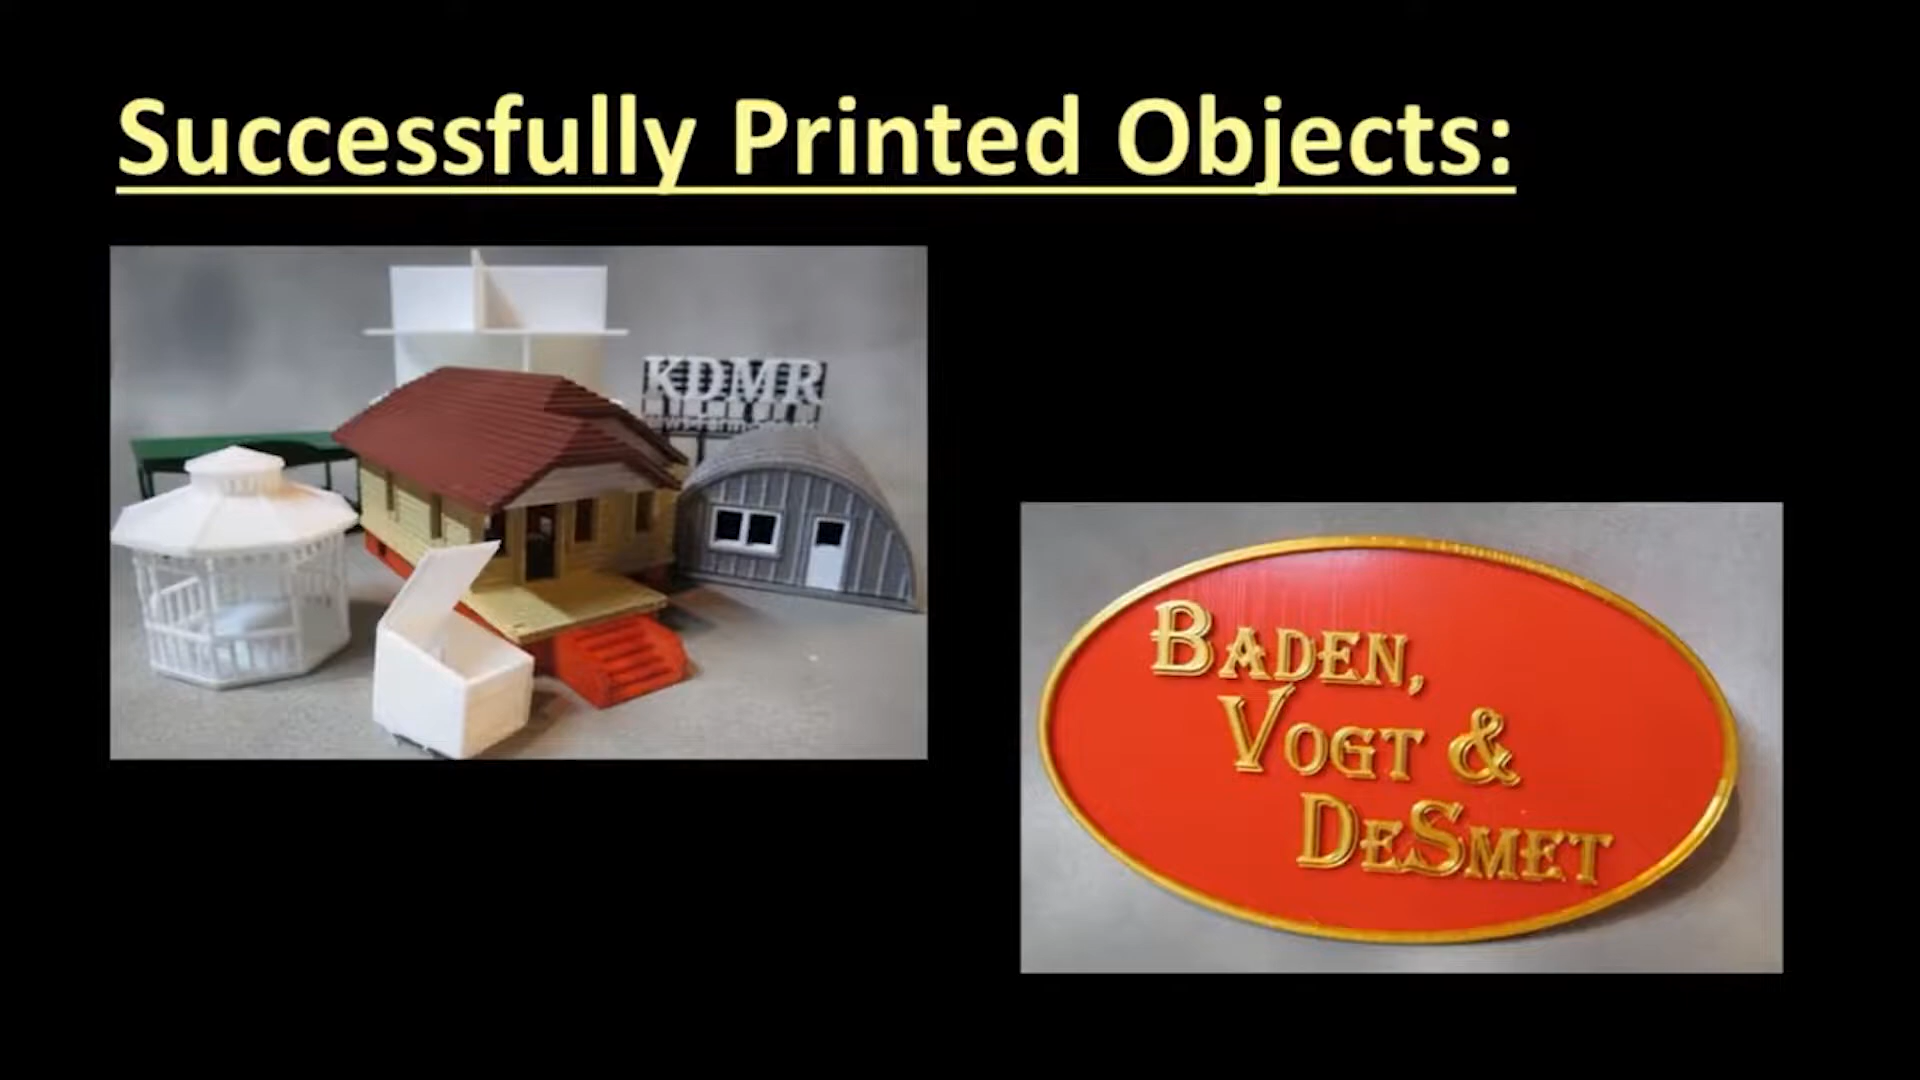 Successfully Printed Objects:
KDMR
BADEN,
VOGT &
DESMET